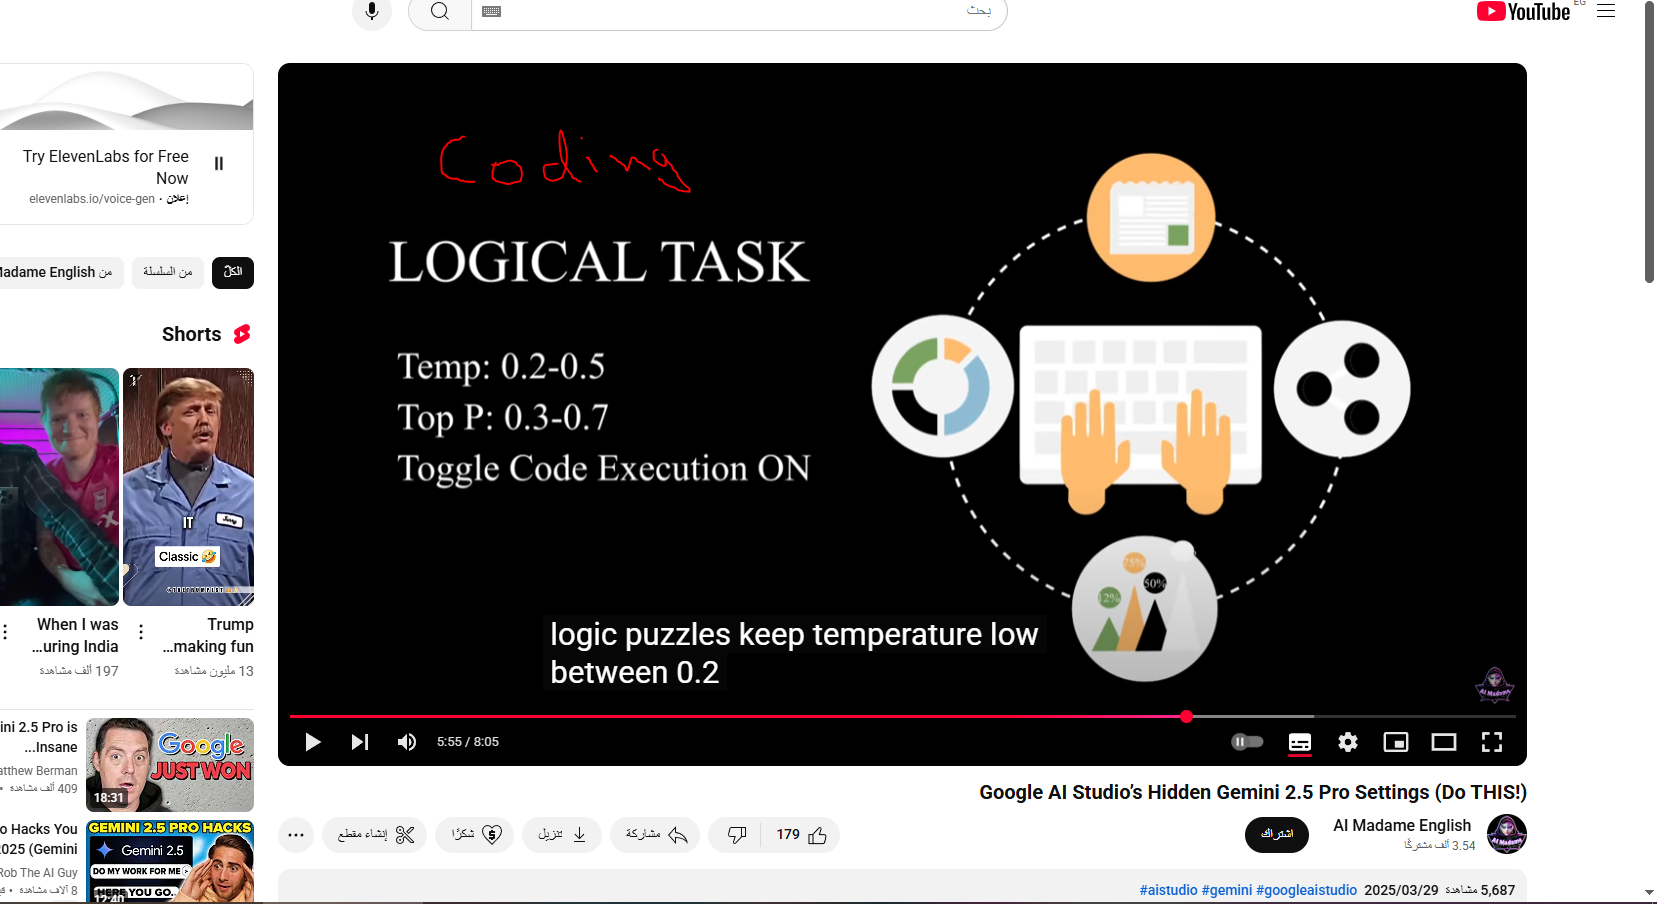 بحث
YouTube EG
Try ElevenLabs for Free
Now
إعلان • elevenlabs.io/voice-gen
الكلّ
من السلسلة
من Madame English
Shorts
IT
Jerry
Classic 🤣
When I was
...uring India
197 ألف مشاهدة
Trump
...making fun
13 مليون مشاهدة
ini 2.5 Pro is
...Insane
atthew Berman
409 ألف مشاهدة •
Google
JUST WON
18:31
o Hacks You
2025 (Gemini
Rob The AI Guy
8 آلاف مشاهدة •
GEMINI 2.5 PRO HACKS
Gemini 2.5
DO MY WORK FOR ME
HERE YOU GO..
12:40
Coding
LOGICAL TASK
Temp: 0.2-0.5
Top P: 0.3-0.7
Toggle Code Execution ON
75%
50%
12%
logic puzzles keep temperature low
between 0.2
AI Madame
5:55 / 8:05
Google AI Studio’s Hidden Gemini 2.5 Pro Settings (Do THIS!)
AI Madame English
3.54 ألف مشترك​ًا
اشتراك
179
مشاركة
تنزيل
شكرًا
إنشاء مقطع
5,687 مشاهدة 2025/03/29 #aistudio #gemini #googleaistudio